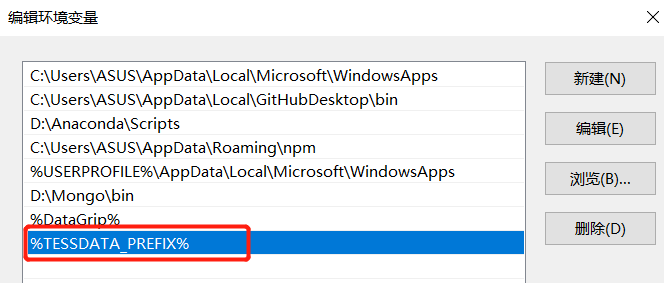 编辑环境变量
C:\Users\ASUS\AppData\Local\Microsoft\WindowsApps
C:\Users\ASUS\AppData\Local\GitHubDesktop\bin
D:\Anaconda\Scripts
C:\Users\ASUS\AppData\Roaming\npm
%USERPROFILE%\AppData\Local\Microsoft\WindowsApps
D:\Mongo\bin
%DataGrip%
%TESSDATA_PREFIX%
新建(N)
编辑(E)
浏览(B)...
删除(D)